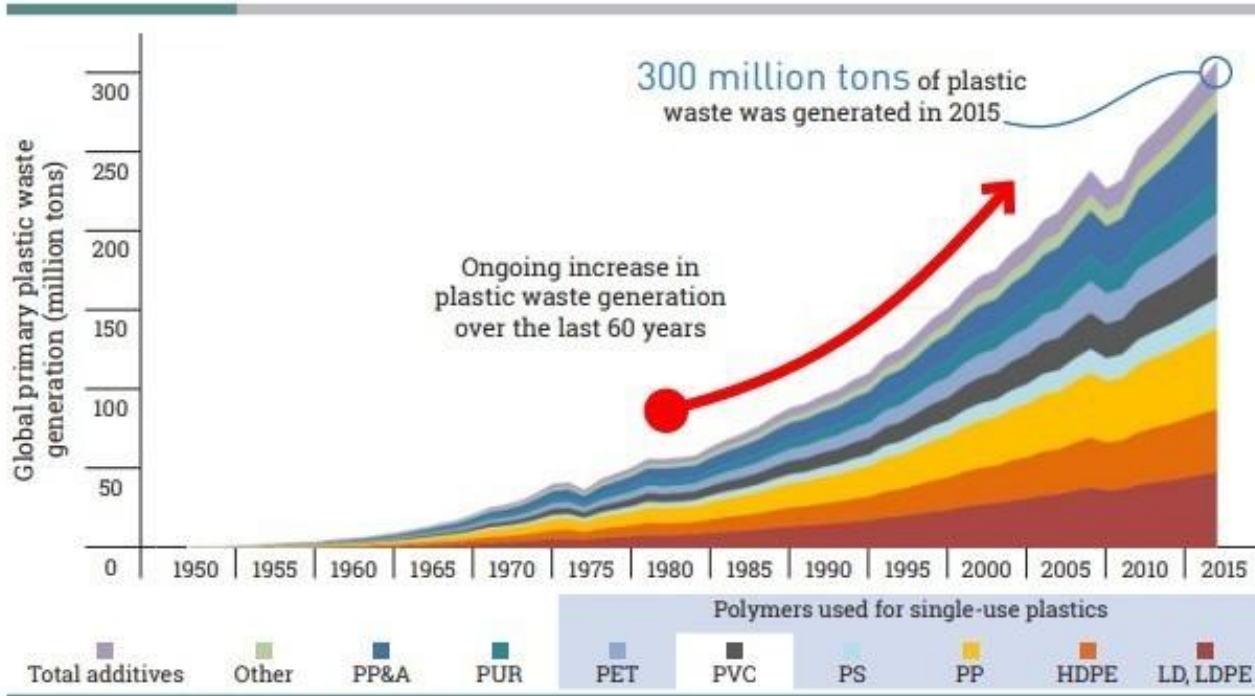 300 million tons of plastic
waste was generated in 2015
Ongoing increase in
plastic waste generation
over the last 60 years
Global primary plastic waste
generation (million tons)
300
250
200
150
100
50
0
1950 1955 1960 1965 1970 1975 1980 1985 1990 1995 2000 2005 2010 2015
Polymers used for single-use plastics
Total additives Other PP&A PUR PET PVC PS PP HDPE LD, LDPE